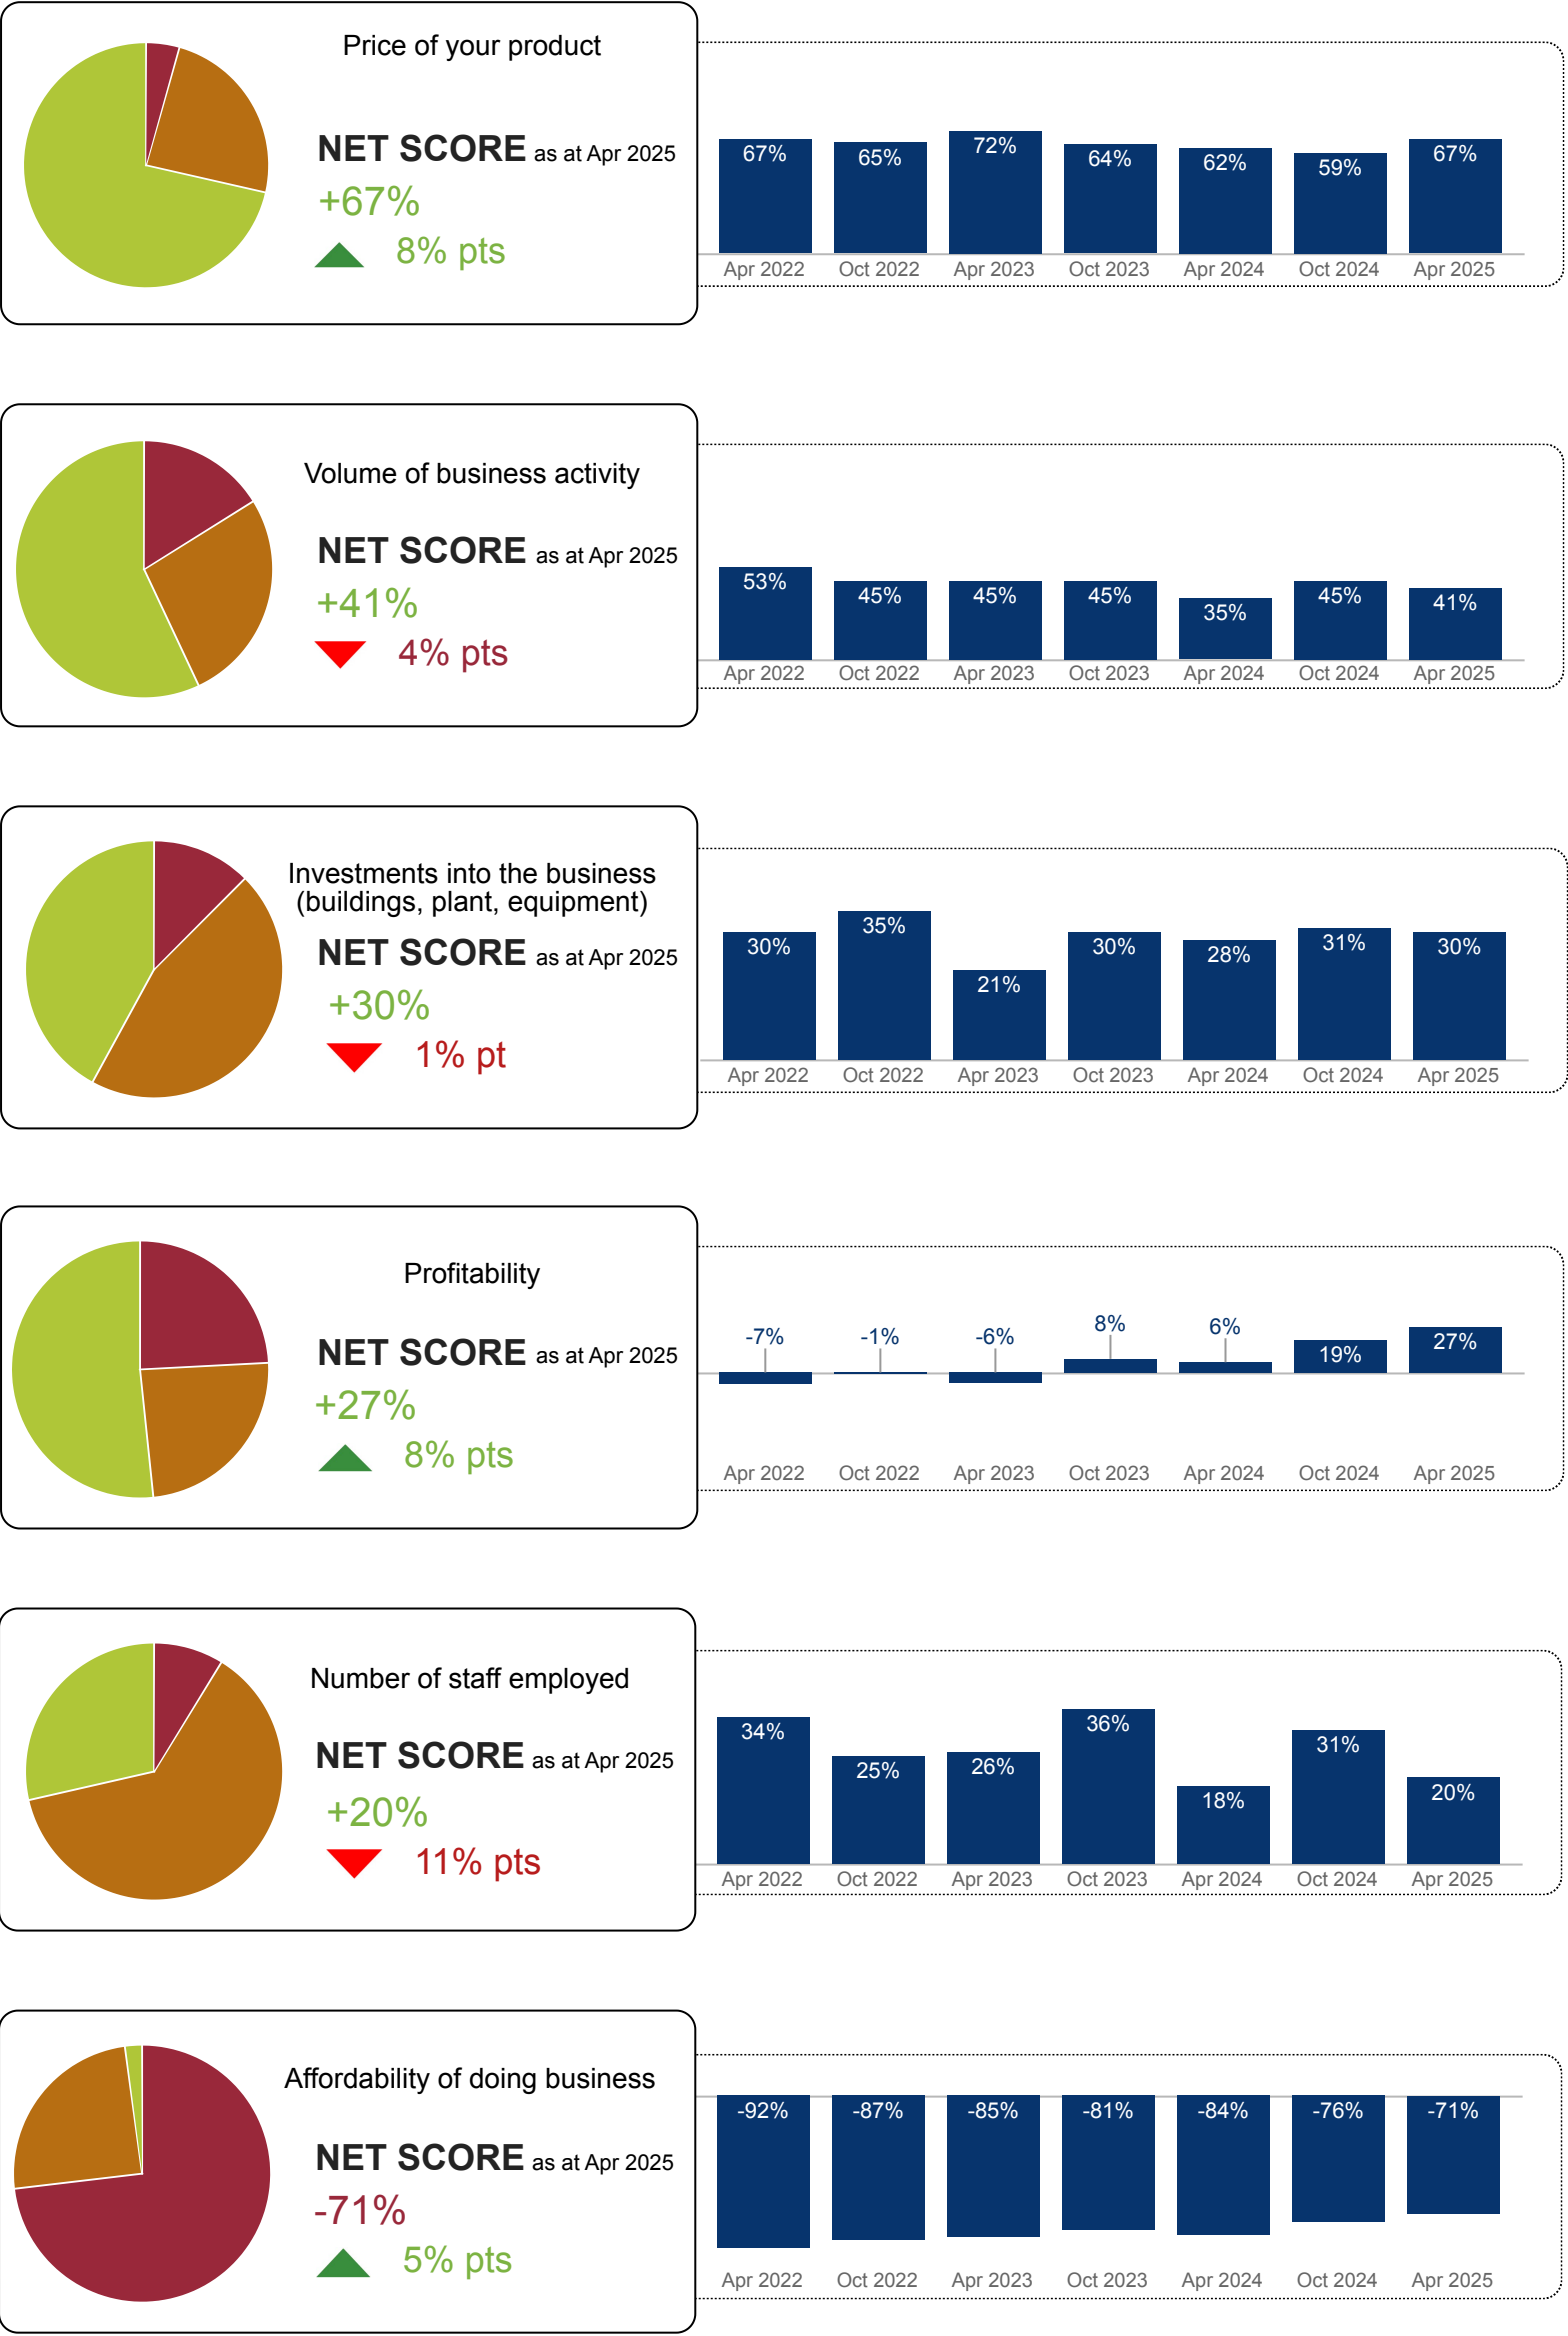 Price of your product
NET SCORE as at Apr 2025
+67%
8% pts
67% 65% 72% 64% 62% 59% 67%
Apr 2022 Oct 2022 Apr 2023 Oct 2023 Apr 2024 Oct 2024 Apr 2025
Volume of business activity
NET SCORE as at Apr 2025
+41%
4% pts
53% 45% 45% 45% 35% 45% 41%
Apr 2022 Oct 2022 Apr 2023 Oct 2023 Apr 2024 Oct 2024 Apr 2025
Investments into the business
(buildings, plant, equipment)
NET SCORE as at Apr 2025
+30%
1% pt
30% 35% 21% 30% 28% 31% 30%
Apr 2022 Oct 2022 Apr 2023 Oct 2023 Apr 2024 Oct 2024 Apr 2025
Profitability
NET SCORE as at Apr 2025
+27%
8% pts
-7% -1% -6% 8% 6% 19% 27%
Apr 2022 Oct 2022 Apr 2023 Oct 2023 Apr 2024 Oct 2024 Apr 2025
Number of staff employed
NET SCORE as at Apr 2025
+20%
11% pts
34% 25% 26% 36% 18% 31% 20%
Apr 2022 Oct 2022 Apr 2023 Oct 2023 Apr 2024 Oct 2024 Apr 2025
Affordability of doing business
NET SCORE as at Apr 2025
-71%
5% pts
-92% -87% -85% -81% -84% -76% -71%
Apr 2022 Oct 2022 Apr 2023 Oct 2023 Apr 2024 Oct 2024 Apr 2025